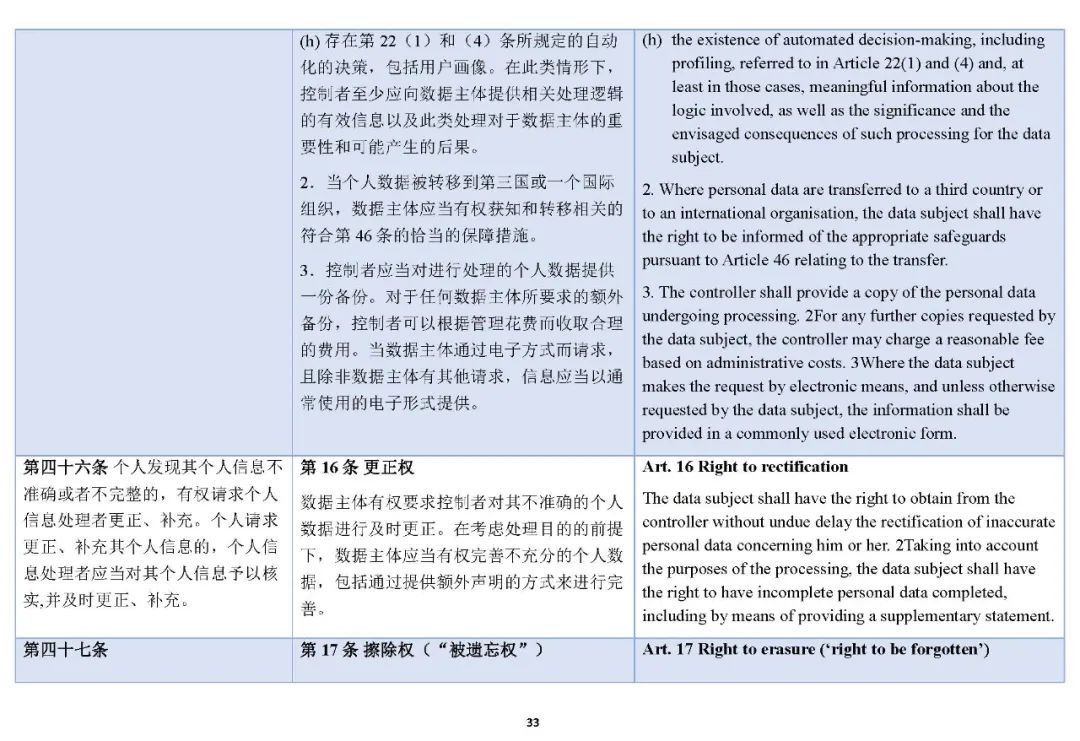 (h) 存在第 22（1）和（4）条所规定的自动
化的决策，包括用户画像。在此类情形下，
控制者至少应向数据主体提供相关处理逻辑
的有效信息以及此类处理对于数据主体的重
要性和可能产生的后果。
2．当个人数据被转移到第三国或一个国际
组织，数据主体应当有权获知和转移相关的
符合第 46 条的恰当的保障措施。
3．控制者应当对进行处理的个人数据提供
一份备份。对于任何数据主体所要求的额外
备份，控制者可以根据管理花费而收取合理
的费用。当数据主体通过电子方式而请求，
且除非数据主体有其他请求，信息应当以通
常使用的电子形式提供。
(h) the existence of automated decision-making, including
profiling, referred to in Article 22(1) and (4) and, at
least in those cases, meaningful information about the
logic involved, as well as the significance and the
envisaged consequences of such processing for the data
subject.
2. Where personal data are transferred to a third country or
to an international organisation, the data subject shall have
the right to be informed of the appropriate safeguards
pursuant to Article 46 relating to the transfer.
3. The controller shall provide a copy of the personal data
undergoing processing. 2For any further copies requested by
the data subject, the controller may charge a reasonable fee
based on administrative costs. 3Where the data subject
makes the request by electronic means, and unless otherwise
requested by the data subject, the information shall be
provided in a commonly used electronic form.
第四十六条 个人发现其个人信息不
准确或者不完整的，有权请求个人
信息处理者更正、补充。个人请求
更正、补充其个人信息的，个人信
息处理者应当对其个人信息予以核
实,并及时更正、补充。
第 16 条 更正权
数据主体有权要求控制者对其不准确的个人
数据进行及时更正。在考虑处理目的的前提
下，数据主体应当有权完善不充分的个人数
据，包括通过提供额外声明的方式来进行完
善。
Art. 16 Right to rectification
The data subject shall have the right to obtain from the
controller without undue delay the rectification of inaccurate
personal data concerning him or her. 2Taking into account
the purposes of the processing, the data subject shall have
the right to have incomplete personal data completed,
including by means of providing a supplementary statement.
第四十七条
第 17 条 擦除权（“被遗忘权”）
Art. 17 Right to erasure (‘right to be forgotten’)
33